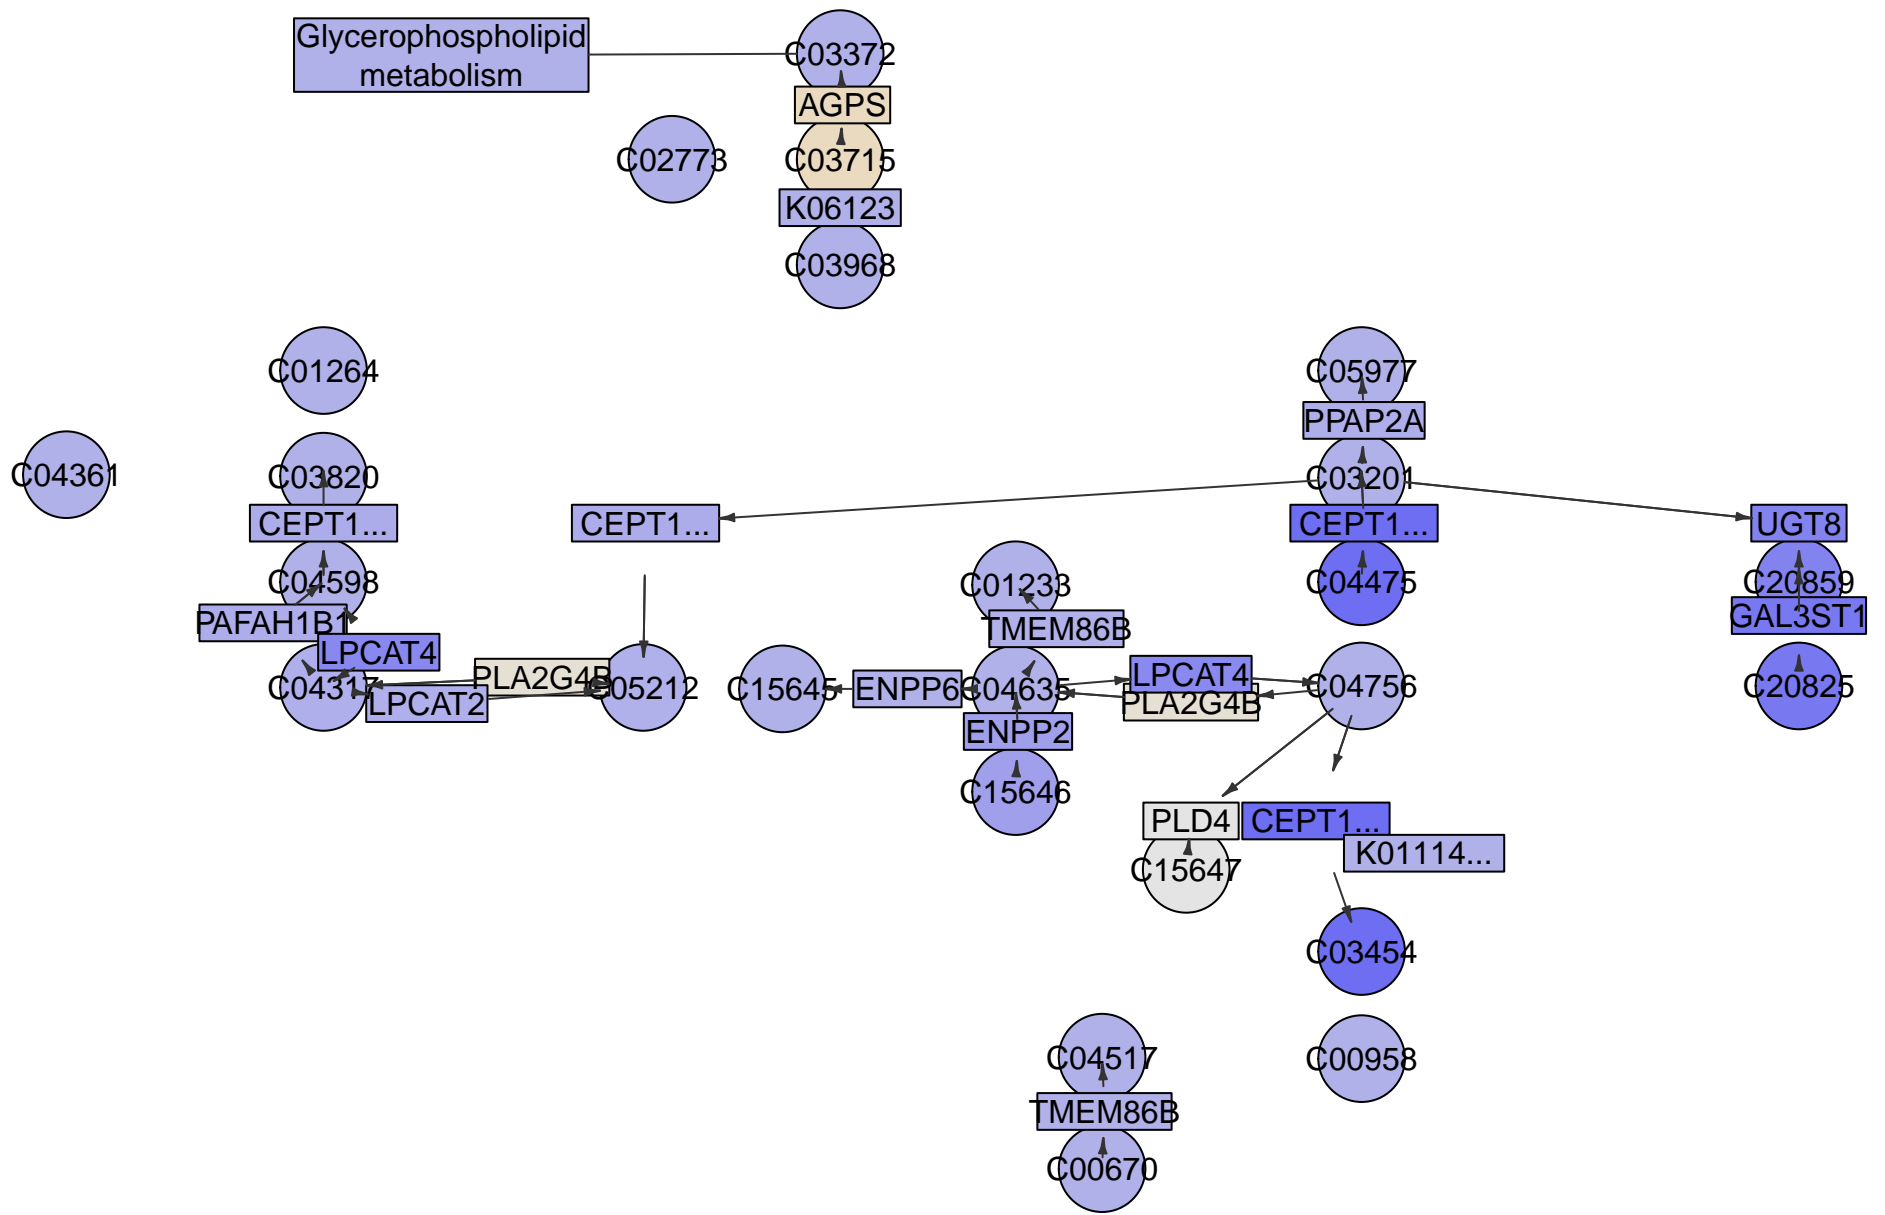 Glycerophospholipid
metabolism
C03372
AGPS
C02773
C03715
K06123
C03968
C01264
C05977
PPAP2A
C04361
C03820
C03201
CEPT1...
CEPT1...
CEPT1...
UGT8
C04598
C01233
C04475
C20859
PAFAH1B1
TMEM86B
GAL3ST1
LPCAT4
PLA2G4B
LPCAT4
C04317
C05212
C15645
ENPP6
C04635
C04756
C20825
LPCAT2
PLA2G4B
ENPP2
C15646
PLD4
CEPT1...
K01114...
C15647
C03454
C04517
C00958
TMEM86B
C00670